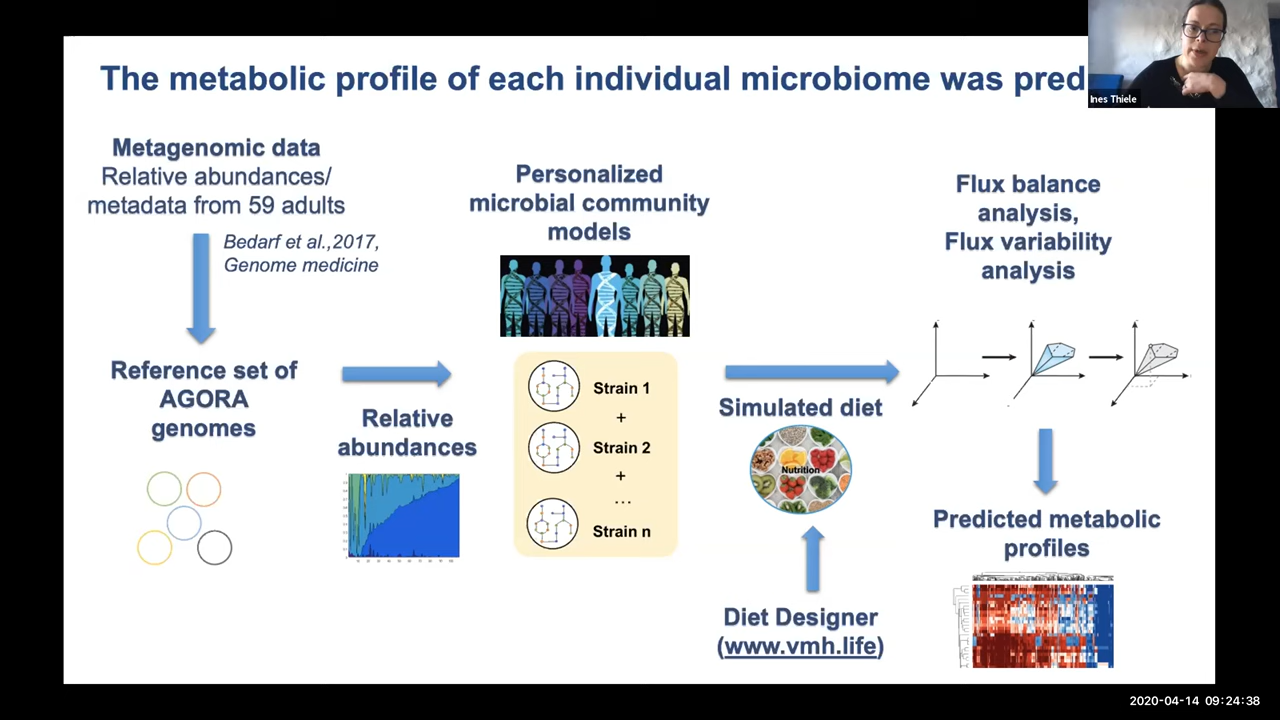 The metabolic profile of each individual microbiome was pred
Ines Thiele
Metagenomic data
Relative abundances/
metadata from 59 adults
Bedarf et al.,2017,
Genome medicine
Reference set of
AGORA
genomes
Relative
abundances
Personalized
microbial community
models
Strain 1
+
Strain 2
+
...
Strain n
Simulated diet
Nutrition
Diet Designer
(www.vmh.life)
Flux balance
analysis,
Flux variability
analysis
Predicted metabolic
profiles
2020-04-14 09:24:38